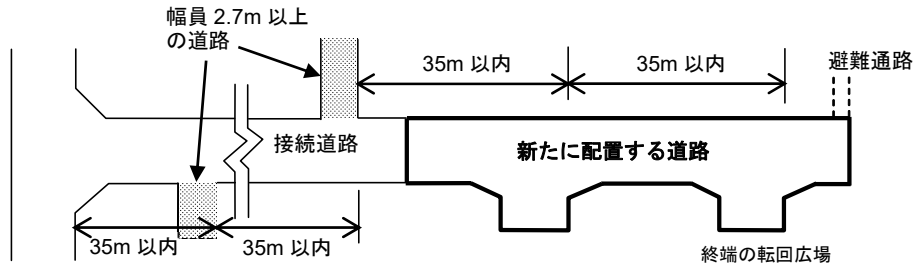 幅員 2.7m 以上
の道路
35m 以内
35m 以内
避難通路
接続道路
新たに配置する道路
35m 以内
35m 以内
終端の転回広場